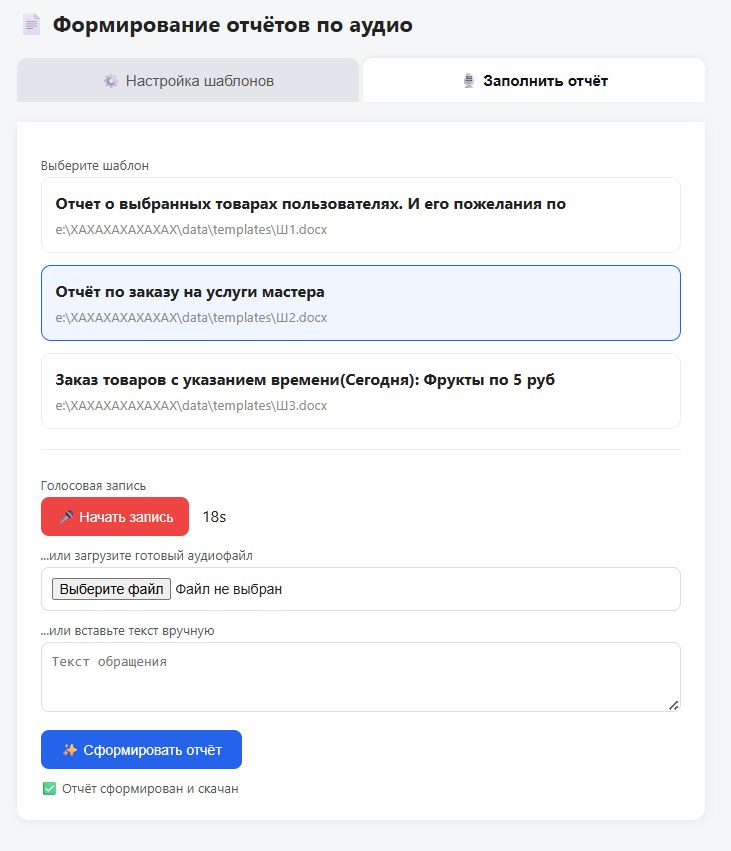 Формирование отчётов по аудио
Настройка шаблонов
Заполнить отчёт
Выберите шаблон
Отчет о выбранных товарах пользователях. И его пожелания по
e:\XAXAXAXAXAXAX\data\templates\Ш1.docx
Отчёт по заказу на услуги мастера
e:\XAXAXAXAXAXAX\data\templates\Ш2.docx
Заказ товаров с указанием времени(Сегодня): Фрукты по 5 руб
e:\XAXAXAXAXAXAX\data\templates\Ш3.docx
Голосовая запись
Начать запись 18s
...или загрузите готовый аудиофайл
Выберите файл Файл не выбран
...или вставьте текст вручную
Текст обращения
Сформировать отчёт
Отчёт сформирован и скачан